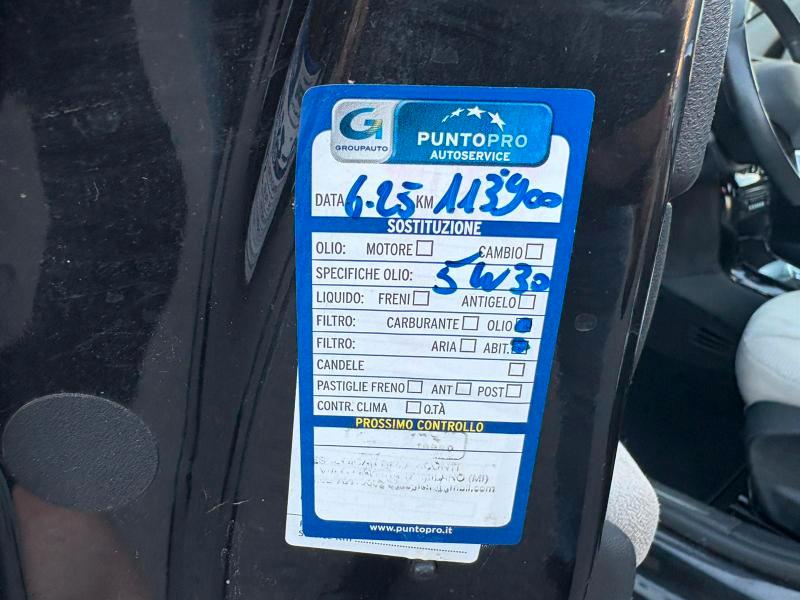 G
GROUPAUTO
PUNTOPRO
AUTOSERVICE
DATA 6-25 KM 113900
SOSTITUZIONE
OLIO: MOTORE CAMBIO
SPECIFICHE OLIO: 5W30
LIQUIDO: FRENI ANTIGELO
FILTRO: CARBURANTE OLIO
FILTRO: ARIA ABIT.
CANDELE
PASTIGLIE FRENO ANT POST
CONTR. CLIMA Q.TÀ
PROSSIMO CONTROLLO
(MI)
www.puntopro.it